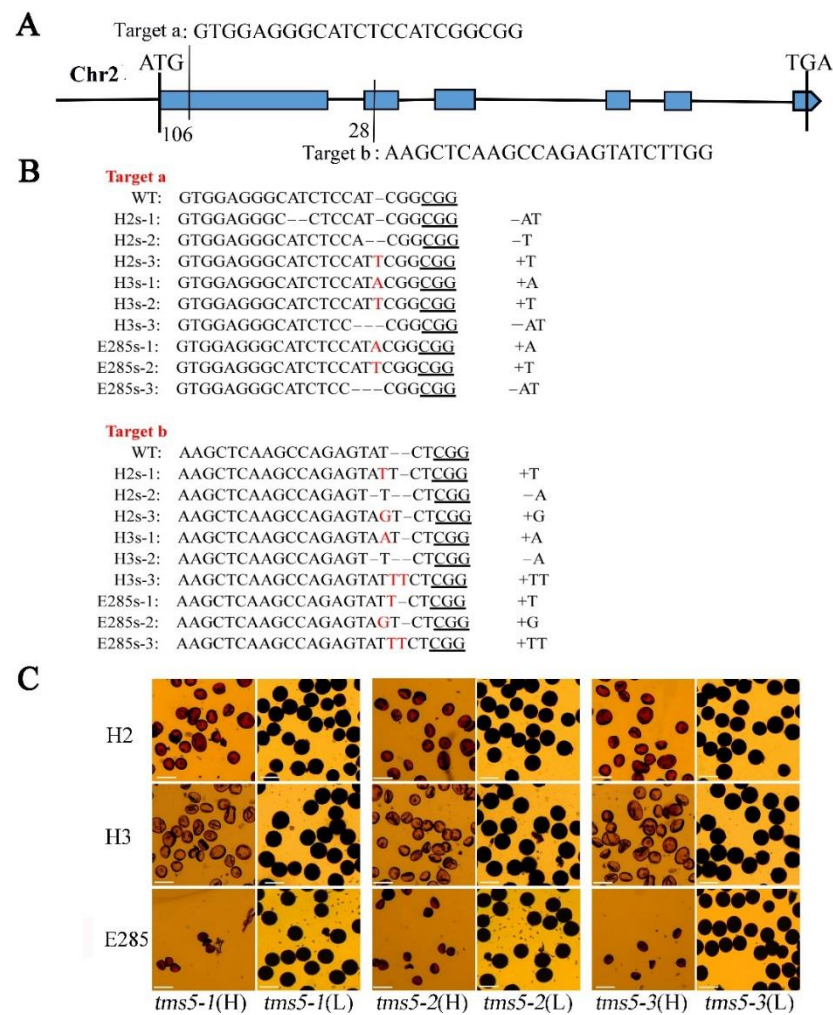 A
Target a: GTGGAGGGCATCTCCATCGGCGG
ATG
TGA
Chr2
106
28
Target b: AAGCTCAAGCCAGAGTATCTTGG
B
Target a
WT: GTGGAGGGCATCTCCAT–CGGCGG
H2s-1: GTGGAGGGC––CTCCAT–CGGCGG –AT
H2s-2: GTGGAGGGCATCTCCA––CGGCGG –T
H2s-3: GTGGAGGGCATCTCCATTCGGCGG +T
H3s-1: GTGGAGGGCATCTCCATACGGCGG +A
H3s-2: GTGGAGGGCATCTCCATTCGGCGG +T
H3s-3: GTGGAGGGCATCTCC–––CGGCGG –AT
E285s-1: GTGGAGGGCATCTCCATACGGCGG +A
E285s-2: GTGGAGGGCATCTCCATTCGGCGG +T
E285s-3: GTGGAGGGCATCTCC–––CGGCGG –AT
Target b
WT: AAGCTCAAGCCAGAGTAT––CTCGG
H2s-1: AAGCTCAAGCCAGAGTATT–CTCGG +T
H2s-2: AAGCTCAAGCCAGAGT–T––CTCGG –A
H2s-3: AAGCTCAAGCCAGAGTAGT–CTCGG +G
H3s-1: AAGCTCAAGCCAGAGTAAT–CTCGG +A
H3s-2: AAGCTCAAGCCAGAGT–T––CTCGG –A
H3s-3: AAGCTCAAGCCAGAGTATTTCTCGG +TT
E285s-1: AAGCTCAAGCCAGAGTATT–CTCGG +T
E285s-2: AAGCTCAAGCCAGAGTAGT–CTCGG +G
E285s-3: AAGCTCAAGCCAGAGTATTTCTCGG +TT
C
H2
H3
E285
tms5-1(H) tms5-1(L) tms5-2(H) tms5-2(L) tms5-3(H) tms5-3(L)